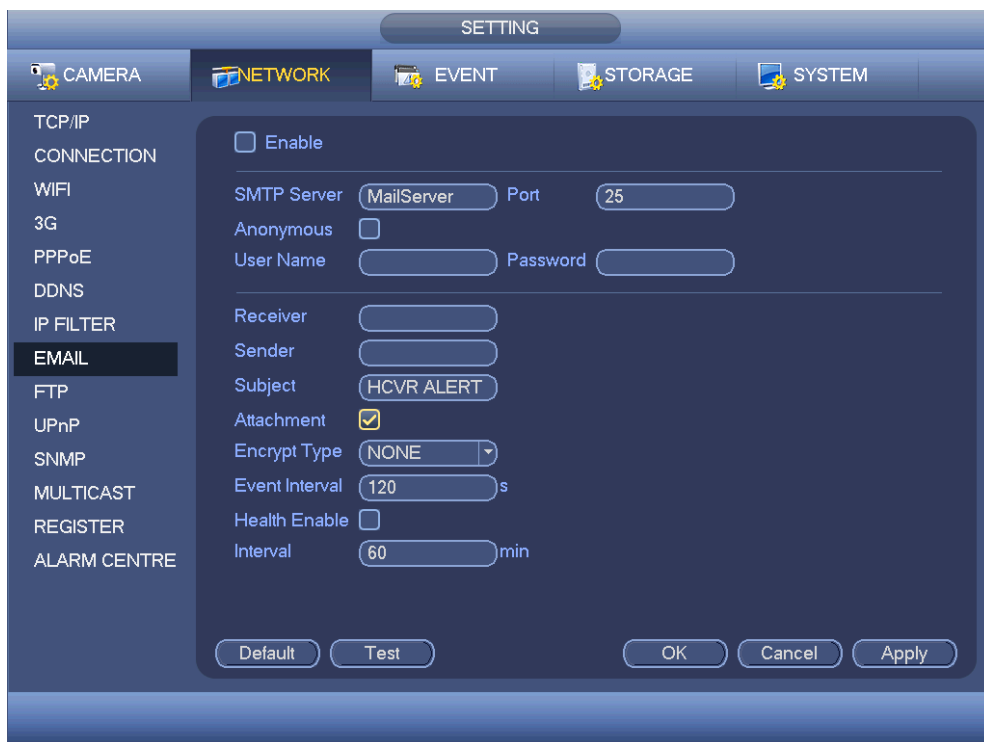 SETTING
CAMERA NETWORK EVENT STORAGE SYSTEM
TCP/IP
CONNECTION
WIFI
3G
PPPoE
DDNS
IP FILTER
EMAIL
FTP
UPnP
SNMP
MULTICAST
REGISTER
ALARM CENTRE
Enable
SMTP Server MailServer Port 25
Anonymous
User Name Password
Receiver
Sender
Subject HCVR ALERT
Attachment
Encrypt Type NONE
Event Interval 120 s
Health Enable
Interval 60 min
Default Test OK Cancel Apply